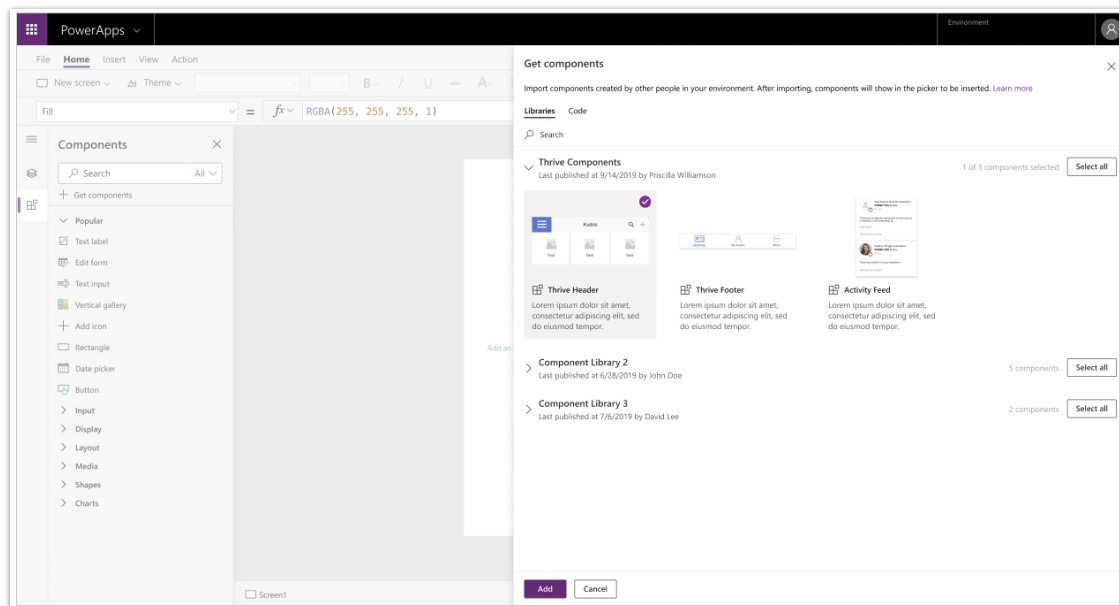 PowerApps
Environment
File Home Insert View Action
New screen Theme B / U A
Fill = fx RGBA(255, 255, 255, 1)
Components
Search All
Get components
Popular
Text label
Edit form
Text input
Vertical gallery
Add icon
Rectangle
Date picker
Button
Input
Display
Layout
Media
Shapes
Charts
Add an
Screen1
Get components
Import components created by other people in your environment. After importing, components will show in the picker to be inserted. Learn more
Libraries Code
Search
Thrive Components
Last published at 9/14/2019 by Priscilla Williamson
1 of 3 components selected Select all
Kudos
Text Text Text
Thrive Header
Lorem ipsum dolor sit amet,
consectetur adipiscing elit, sed
do eiusmod tempor.
Thrive Footer
Lorem ipsum dolor sit amet,
consectetur adipiscing elit, sed
do eiusmod tempor.
Activity Feed
Lorem ipsum dolor sit amet,
consectetur adipiscing elit, sed
do eiusmod tempor.
Component Library 2
Last published at 6/28/2019 by John Doe
5 components Select all
Component Library 3
Last published at 7/6/2019 by David Lee
2 components Select all
Add Cancel